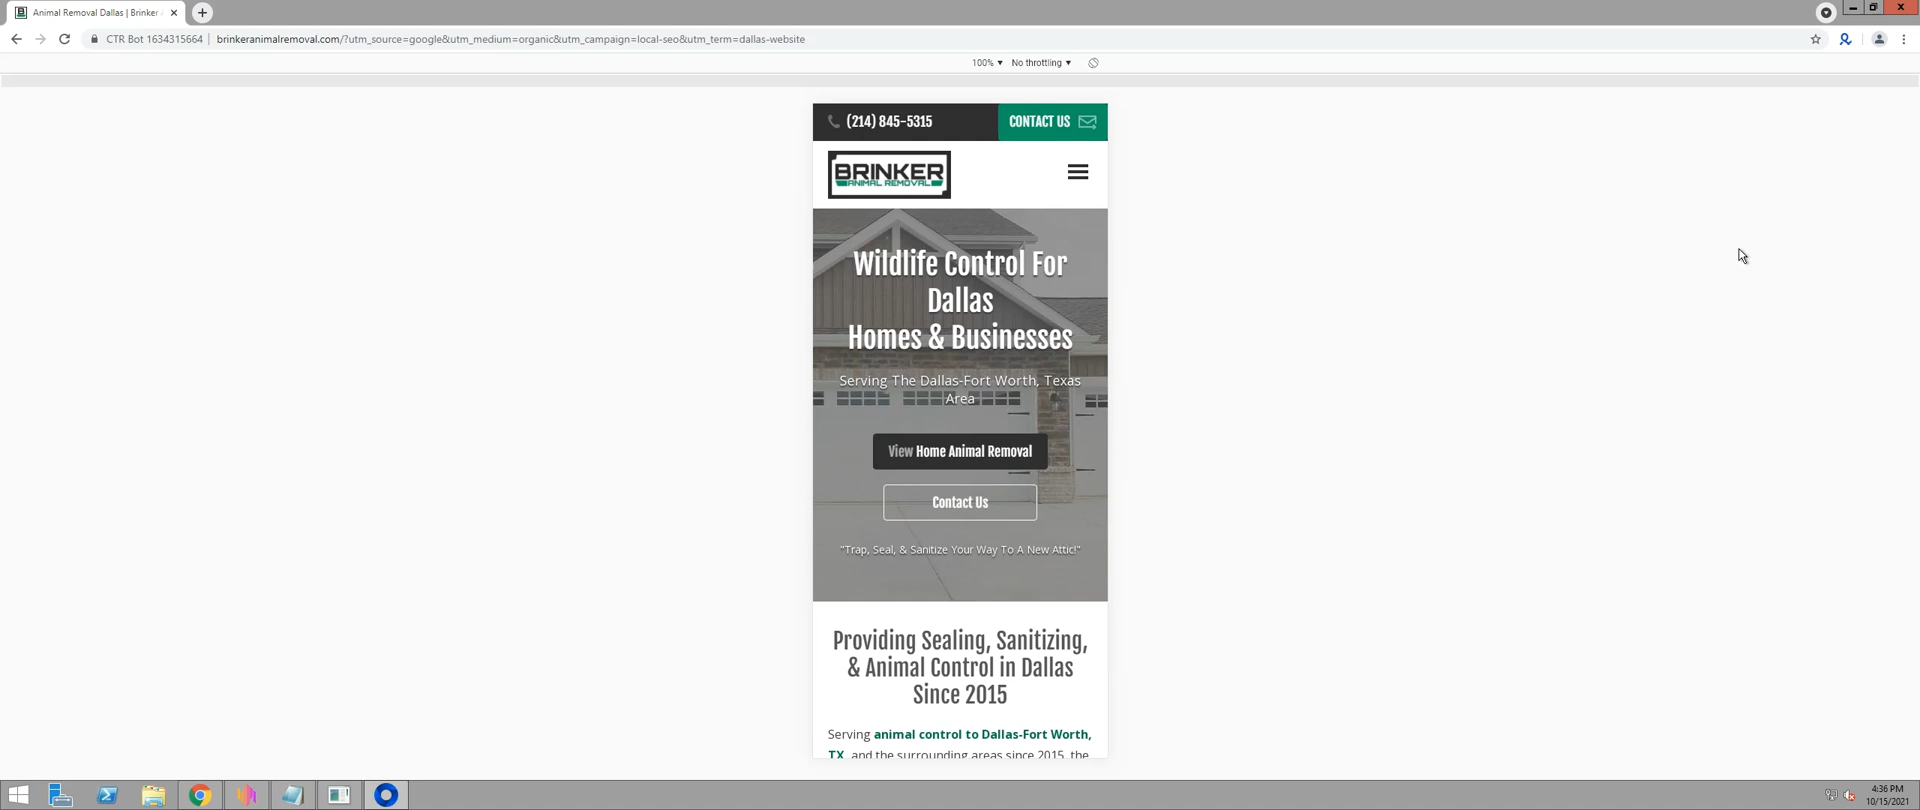 Animal Removal Dallas | Brinker
CTR Bot 1634315664
brinkeranimalremoval.com/?utm_source=google&utm_medium=organic&utm_campaign=local-seo&utm_term=dallas-website
100% ▼ No throttling ▼
(214) 845-5315
CONTACT US
BRINKER
ANIMAL REMOVAL
Wildlife Control For
Dallas
Homes & Businesses
Serving The Dallas-Fort Worth, Texas
Area
View Home Animal Removal
Contact Us
"Trap, Seal, & Sanitize Your Way To A New Attic!"
Providing Sealing, Sanitizing,
& Animal Control in Dallas
Since 2015
Serving animal control to Dallas-Fort Worth,
TX, and the surrounding areas since 2015, the
4:36 PM
10/15/2021